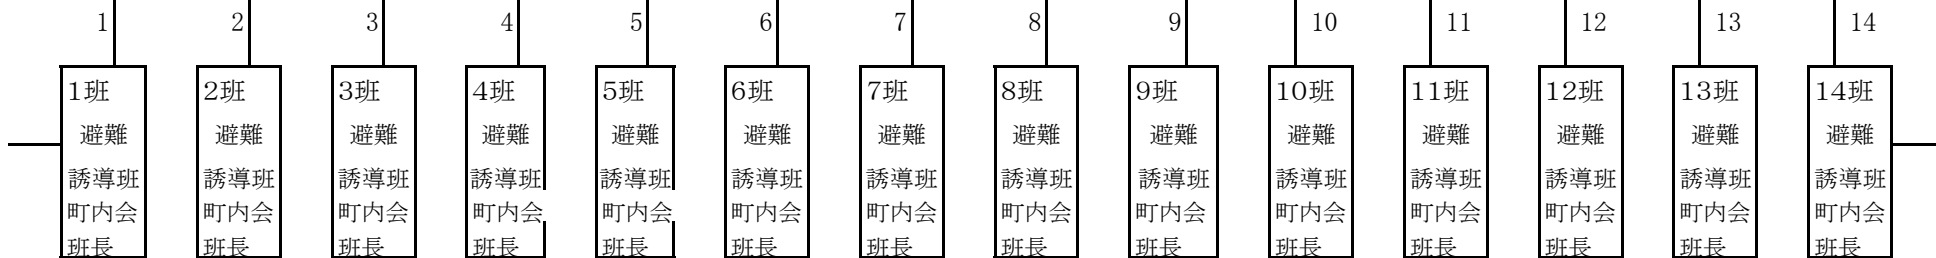 1 2 3 4 5 6 7 8 9 10 11 12 13 14
1班 2班 3班 4班 5班 6班 7班 8班 9班 10班 11班 12班 13班 14班
避難 避難 避難 避難 避難 避難 避難 避難 避難 避難 避難 避難 避難 避難
誘導班 誘導班 誘導班 誘導班 誘導班 誘導班 誘導班 誘導班 誘導班 誘導班 誘導班 誘導班 誘導班 誘導班
町内会 町内会 町内会 町内会 町内会 町内会 町内会 町内会 町内会 町内会 町内会 町内会 町内会 町内会
班長 班長 班長 班長 班長 班長 班長 班長 班長 班長 班長 班長 班長 班長